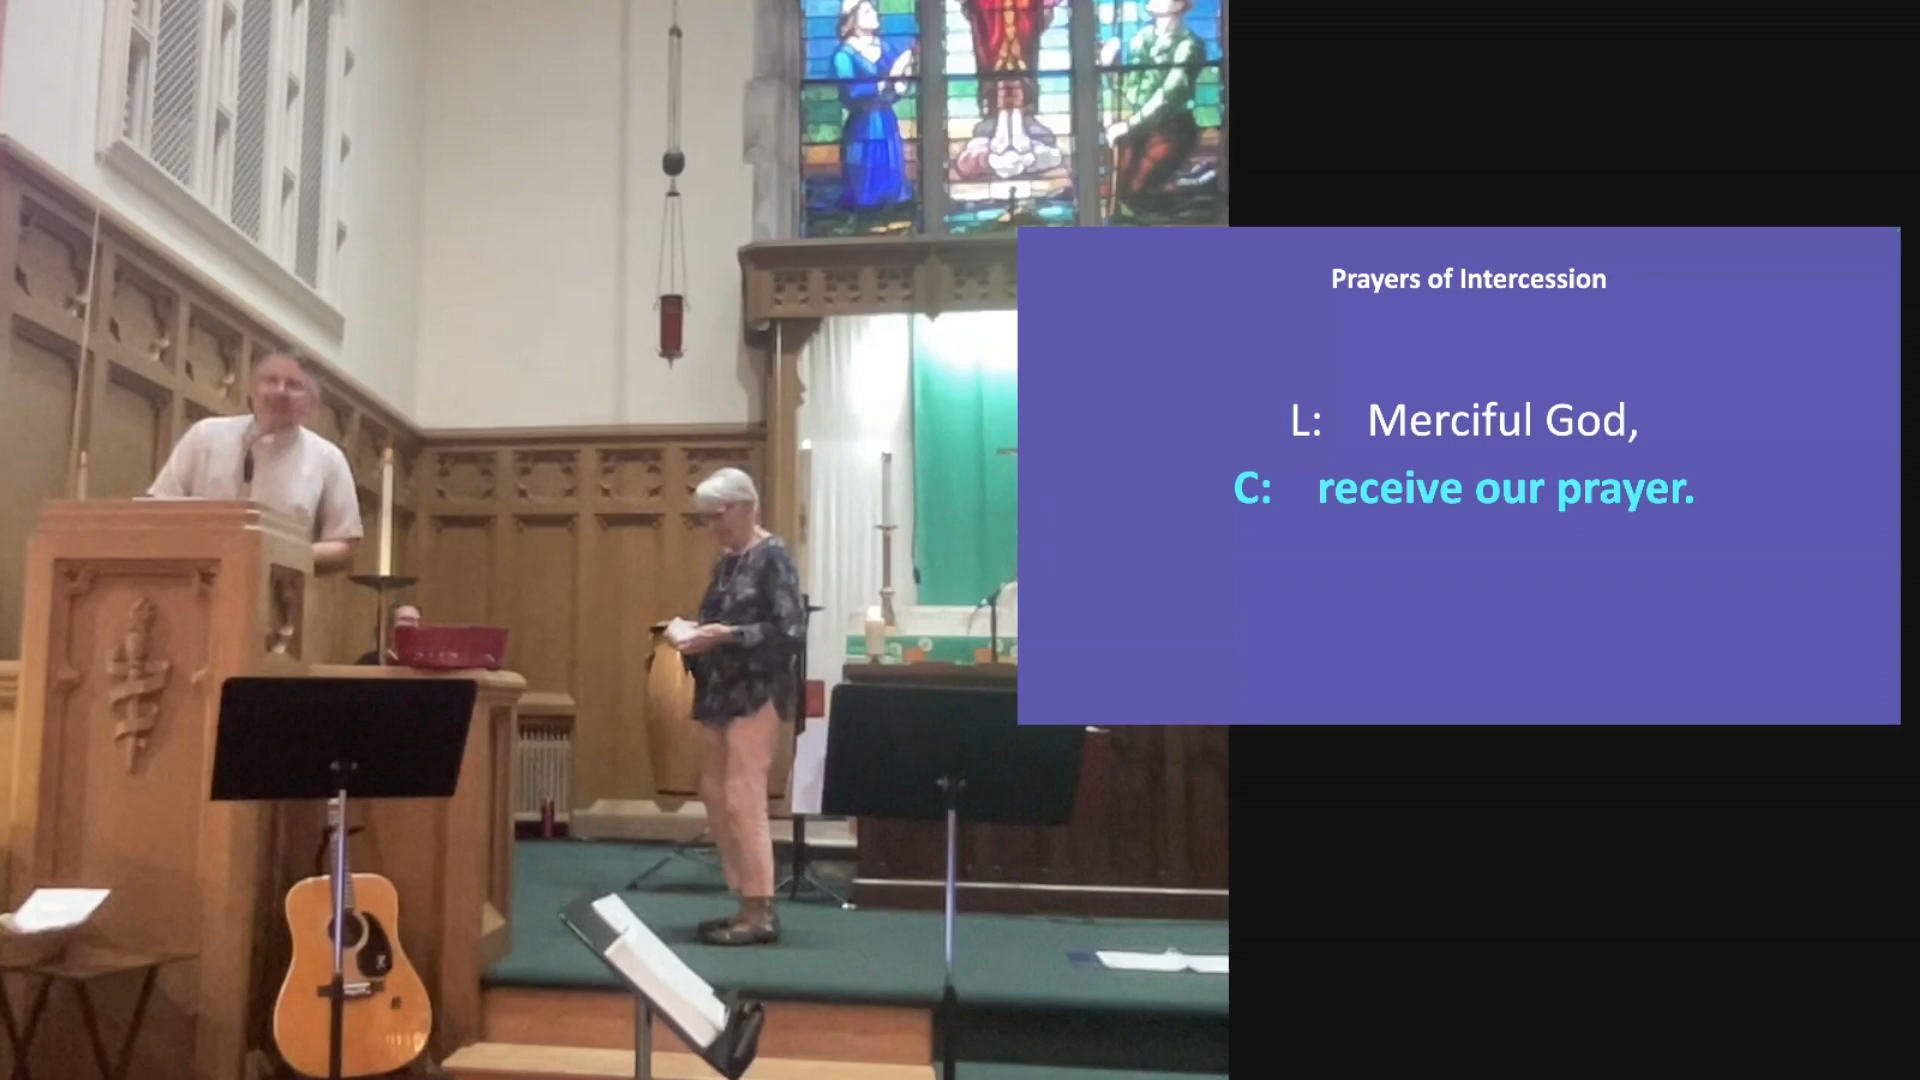 Prayers of Intercession
L: Merciful God,
C: receive our prayer.